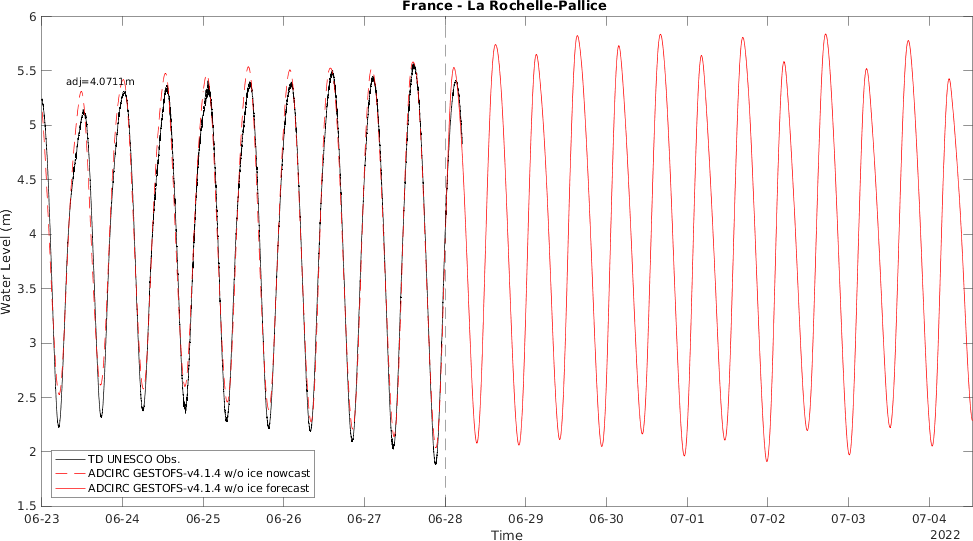 France - La Rochelle-Pallice
6
5.5
5
4.5
4
3.5
3
2.5
2
1.5
Water Level (m)
adj=4.0711m
TD UNESCO Obs.
ADCIRC GESTOFS-v4.1.4 w/o ice nowcast
ADCIRC GESTOFS-v4.1.4 w/o ice forecast
06-23 06-24 06-25 06-26 06-27 06-28 06-29 06-30 07-01 07-02 07-03 07-04
Time
2022